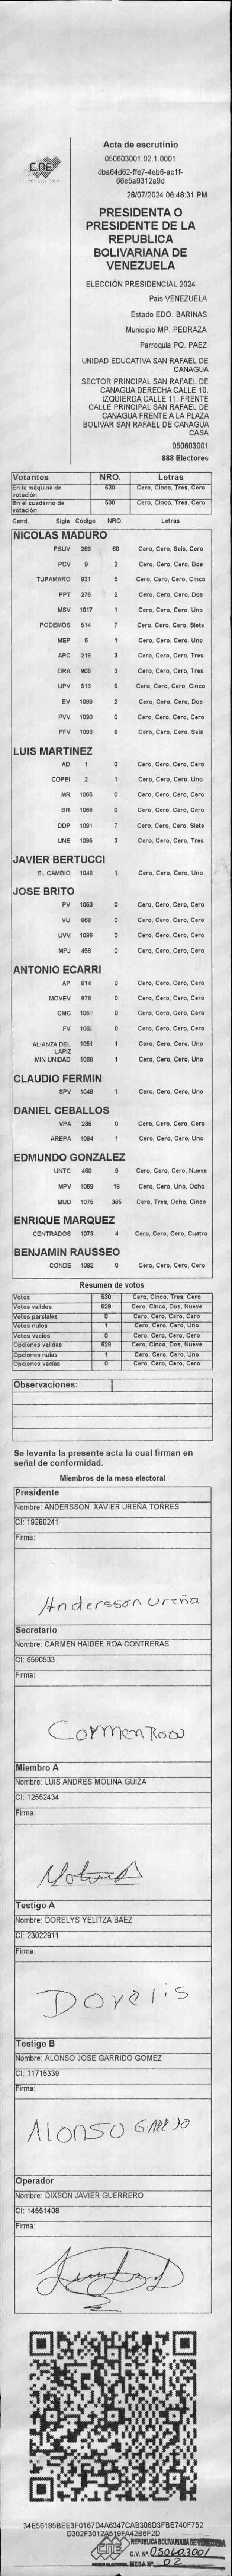 CNE
Acta de escrutinio
050603001.02.1.0001
dba64d62-ffe7-4eb6-ac1f-
66e5a9312a9d
28/07/2024 06:48:31 PM
PRESIDENTA O
PRESIDENTE DE LA
REPUBLICA
BOLIVARIANA DE
VENEZUELA
ELECCIÓN PRESIDENCIAL 2024
Pais VENEZUELA
Estado EDO. BARINAS
Municipio MP. PEDRAZA
Parroquia PQ. PAEZ
UNIDAD EDUCATIVA SAN RAFAEL DE
CANAGUA
SECTOR PRINCIPAL SAN RAFAEL DE
CANAGUA DERECHA CALLE 10.
IZQUIERDA CALLE 11. FRENTE
CALLE PRINCIPAL SAN RAFAEL DE
CANAGUA FRENTE A LA PLAZA
BOLIVAR SAN RAFAEL DE CANAGUA
CASA
050603001
888 Electores
Votantes NRO. Letras
En la máquina de votación 530 Cero, Cinco, Tres, Cero
En el cuaderno de votación 530 Cero, Cinco, Tres, Cero
Cand. Sigla Código NRO. Letras
NICOLAS MADURO
PSUV 269 60 Cero, Cero, Seis, Cero
PCV 9 2 Cero, Cero, Cero, Dos
TUPAMARO 931 5 Cero, Cero, Cero, Cinco
PPT 276 2 Cero, Cero, Cero, Dos
MSV 1017 1 Cero, Cero, Cero, Uno
PODEMOS 514 7 Cero, Cero, Cero, Siete
MEP 6 1 Cero, Cero, Cero, Uno
APC 219 3 Cero, Cero, Cero, Tres
ORA 906 3 Cero, Cero, Cero, Tres
UPV 513 5 Cero, Cero, Cero, Cinco
EV 1089 2 Cero, Cero, Cero, Dos
PVV 1090 0 Cero, Cero, Cero, Cero
PFV 1093 6 Cero, Cero, Cero, Seis
LUIS MARTINEZ
AD 1 0 Cero, Cero, Cero, Cero
COPEI 2 1 Cero, Cero, Cero, Uno
MR 1065 0 Cero, Cero, Cero, Cero
BR 1066 0 Cero, Cero, Cero, Cero
DDP 1091 7 Cero, Cero, Cero, Siete
UNE 1095 3 Cero, Cero, Cero, Tres
JAVIER BERTUCCI
EL CAMBIO 1048 1 Cero, Cero, Cero, Uno
JOSE BRITO
PV 1053 0 Cero, Cero, Cero, Cero
VU 868 0 Cero, Cero, Cero, Cero
UVV 1096 0 Cero, Cero, Cero, Cero
MPJ 456 0 Cero, Cero, Cero, Cero
ANTONIO ECARRI
AP 814 0 Cero, Cero, Cero, Cero
MOVEV 979 0 Cero, Cero, Cero, Cero
CMC 0 Cero, Cero, Cero, Cero
FV 0 Cero, Cero, Cero, Cero
ALIANZA DEL LAPIZ 1051 1 Cero, Cero, Cero, Uno
MIN UNIDAD 1088 1 Cero, Cero, Cero, Uno
CLAUDIO FERMIN
SPV 1049 1 Cero, Cero, Cero, Uno
DANIEL CEBALLOS
VPA 236 0 Cero, Cero, Cero, Cero
AREPA 1094 1 Cero, Cero, Cero, Uno
EDMUNDO GONZALEZ
UNTC 460 9 Cero, Cero, Cero, Nueve
MPV 1069 18 Cero, Cero, Uno, Ocho
MUD 1075 385 Cero, Tres, Ocho, Cinco
ENRIQUE MARQUEZ
CENTRADOS 1073 4 Cero, Cero, Cero, Cuatro
BENJAMIN RAUSSEO
CONDE 1092 0 Cero, Cero, Cero, Cero
Resumen de votos
Votos 530 Cero, Cinco, Tres, Cero
Votos validos 529 Cero, Cinco, Dos, Nueve
Votos parciales 0 Cero, Cero, Cero, Cero
Votos nulos 1 Cero, Cero, Cero, Uno
Votos vacios 0 Cero, Cero, Cero, Cero
Opciones validas 529 Cero, Cinco, Dos, Nueve
Opciones nulas 1 Cero, Cero, Cero, Uno
Opciones vacias 0 Cero, Cero, Cero, Cero
Observaciones:
Se levanta la presente acta la cual firman en
señal de conformidad.
Miembros de la mesa electoral
Presidente
Nombre: ANDERSSON XAVIER UREÑA TORRES
CI: 19280241
Firma:
Andersson Ureña
Secretario
Nombre: CARMEN HAIDEE ROA CONTRERAS
CI: 6590533
Firma:
Carmen Roa
Miembro A
Nombre: LUIS ANDRES MOLINA GUIZA
CI: 12552434
Firma:
Testigo A
Nombre: DORELYS YELITZA BAEZ
CI: 23022911
Firma:
Dorelis
Testigo B
Nombre: ALONSO JOSE GARRIDO GOMEZ
CI: 11715339
Firma:
Alonso GARRIDO
Operador
Nombre: DIXSON JAVIER GUERRERO
CI: 14551408
Firma:
34E56185BEE3F0167D4A6347CAB306D3FBE740F752
D302F3012A519FA42B6F2D
CNE
REPUBLICA BOLIVARIANA DE VENEZUELA
C.V. Nº 050603001
MESA Nº 02